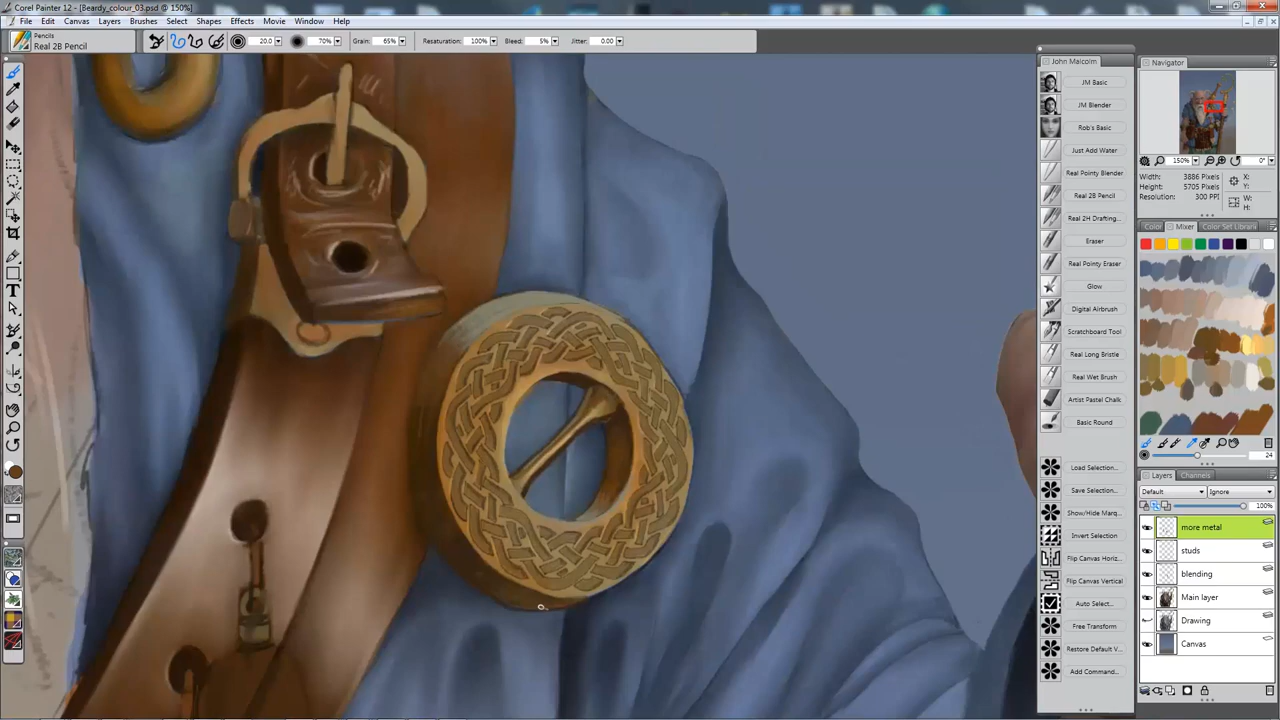 Corel Painter 12 - [Beardy_colour_03.psd @ 150%]
File Edit Canvas Layers Brushes Select Shapes Effects Movie Window Help
Pencils
Real 2B Pencil
20.0 70% Grain: 65% Resaturation: 100% Bleed: 5% Jitter: 0.00
John Malcolm
JM Basic
JM Blender
Rob's Basic
Just Add Water
Real Pointy Blender
Real 2B Pencil
Real 2H Drafting...
Eraser
Real Pointy Eraser
Glow
Digital Airbrush
Scratchboard Tool
Real Long Bristle
Real Wet Brush
Artist Pastel Chalk
Basic Round
Load Selection...
Save Selection...
Show/Hide Marq...
Invert Selection
Flip Canvas Horiz...
Flip Canvas Vertical
Auto Select...
Free Transform
Restore Default V...
Add Command...
Navigator
150% 0°
Width: 3886 Pixels X:
Height: 5705 Pixels Y:
Resolution: 300 PPI W:
H:
Color Mixer Color Set Librari
24
Layers Channels
Default Ignore
100%
more metal
studs
blending
Main layer
Drawing
Canvas
T